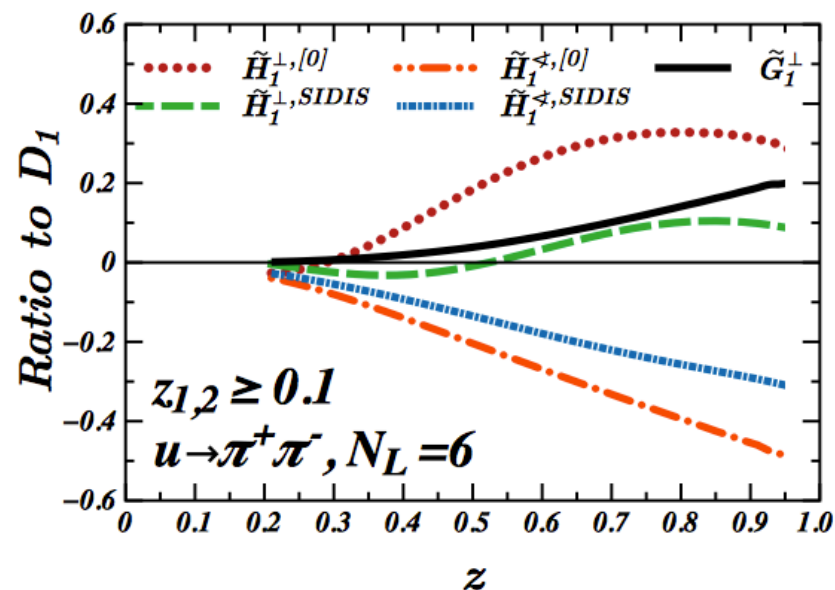 0.6
H̃₁^{⊥,[0]} H̃₁^{∢,[0]} G̃₁^⊥
H̃₁^{⊥,SIDIS} H̃₁^{∢,SIDIS}
0.4
0.2
0
−0.2
−0.4
−0.6
Ratio to D₁
z₁,₂ ≥ 0.1
u→π⁺π⁻, N_L =6
0 0.1 0.2 0.3 0.4 0.5 0.6 0.7 0.8 0.9 1.0
z